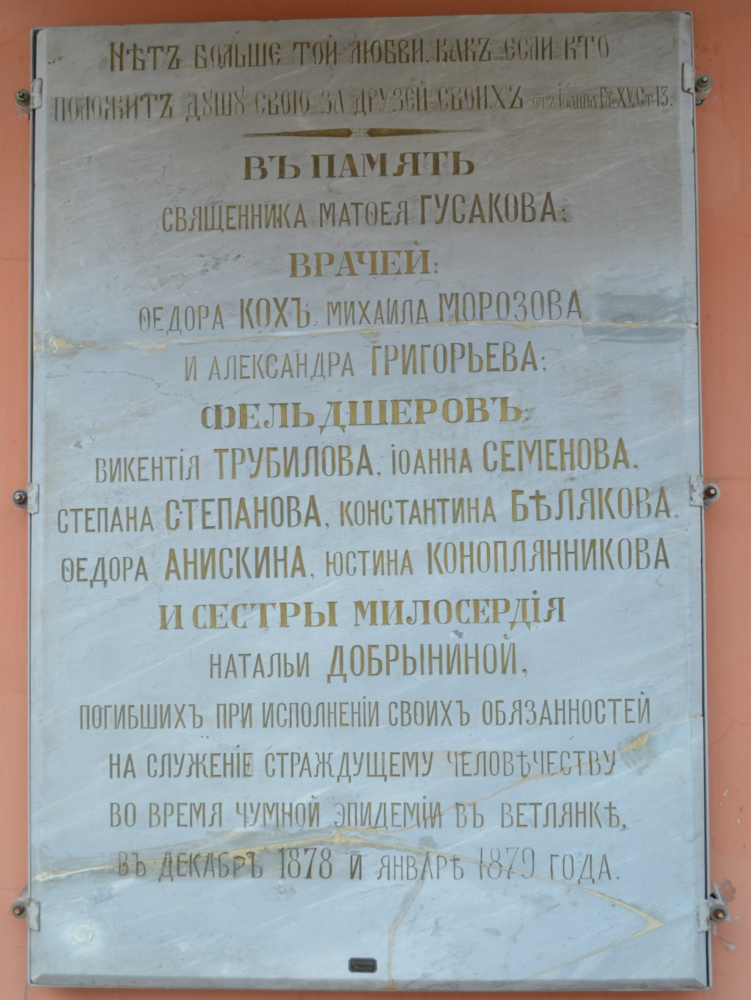 Нѣтъ больше той любви, какъ если кто
положитъ душу свою за друзей своихъ отъ Іоанна Гл. XV. Ст. 13.
ВЪ ПАМЯТЬ
СВЯЩЕННИКА МАТѲЕЯ ГУСАКОВА;
ВРАЧЕЙ:
ѲЕДОРА КОХЪ, МИХАИЛА МОРОЗОВА
И АЛЕКСАНДРА ГРИГОРЬЕВА;
ФЕЛЬДШЕРОВЪ:
ВИКЕНТІЯ ТРУБИЛОВА, ІОАННА СЕМЕНОВА,
СТЕПАНА СТЕПАНОВА, КОНСТАНТИНА БѢЛЯКОВА,
ѲЕДОРА АНИСКИНА, ЮСТИНА КОНОПЛЯННИКОВА
И СЕСТРЫ МИЛОСЕРДІЯ
НАТАЛЬИ ДОБРЫНИНОЙ,
ПОГИБШИХЪ ПРИ ИСПОЛНЕНІИ СВОИХЪ ОБЯЗАННОСТЕЙ
НА СЛУЖЕНІЕ СТРАЖДУЩЕМУ ЧЕЛОВѢЧЕСТВУ
ВО ВРЕМЯ ЧУМНОЙ ЭПИДЕМІИ ВЪ ВЕТЛЯНКѢ,
ВЪ ДЕКАБРЪ 1878 И ЯНВАРѢ 1879 ГОДА.